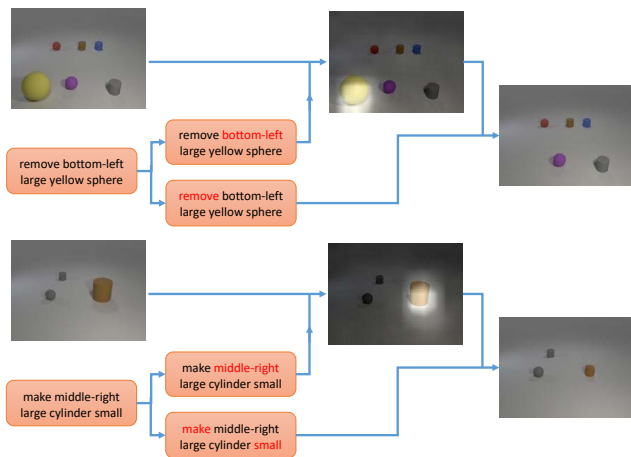 remove bottom-left
large yellow sphere
remove bottom-left
large yellow sphere
remove bottom-left
large yellow sphere
make middle-right
large cylinder small
make middle-right
large cylinder small
make middle-right
large cylinder small